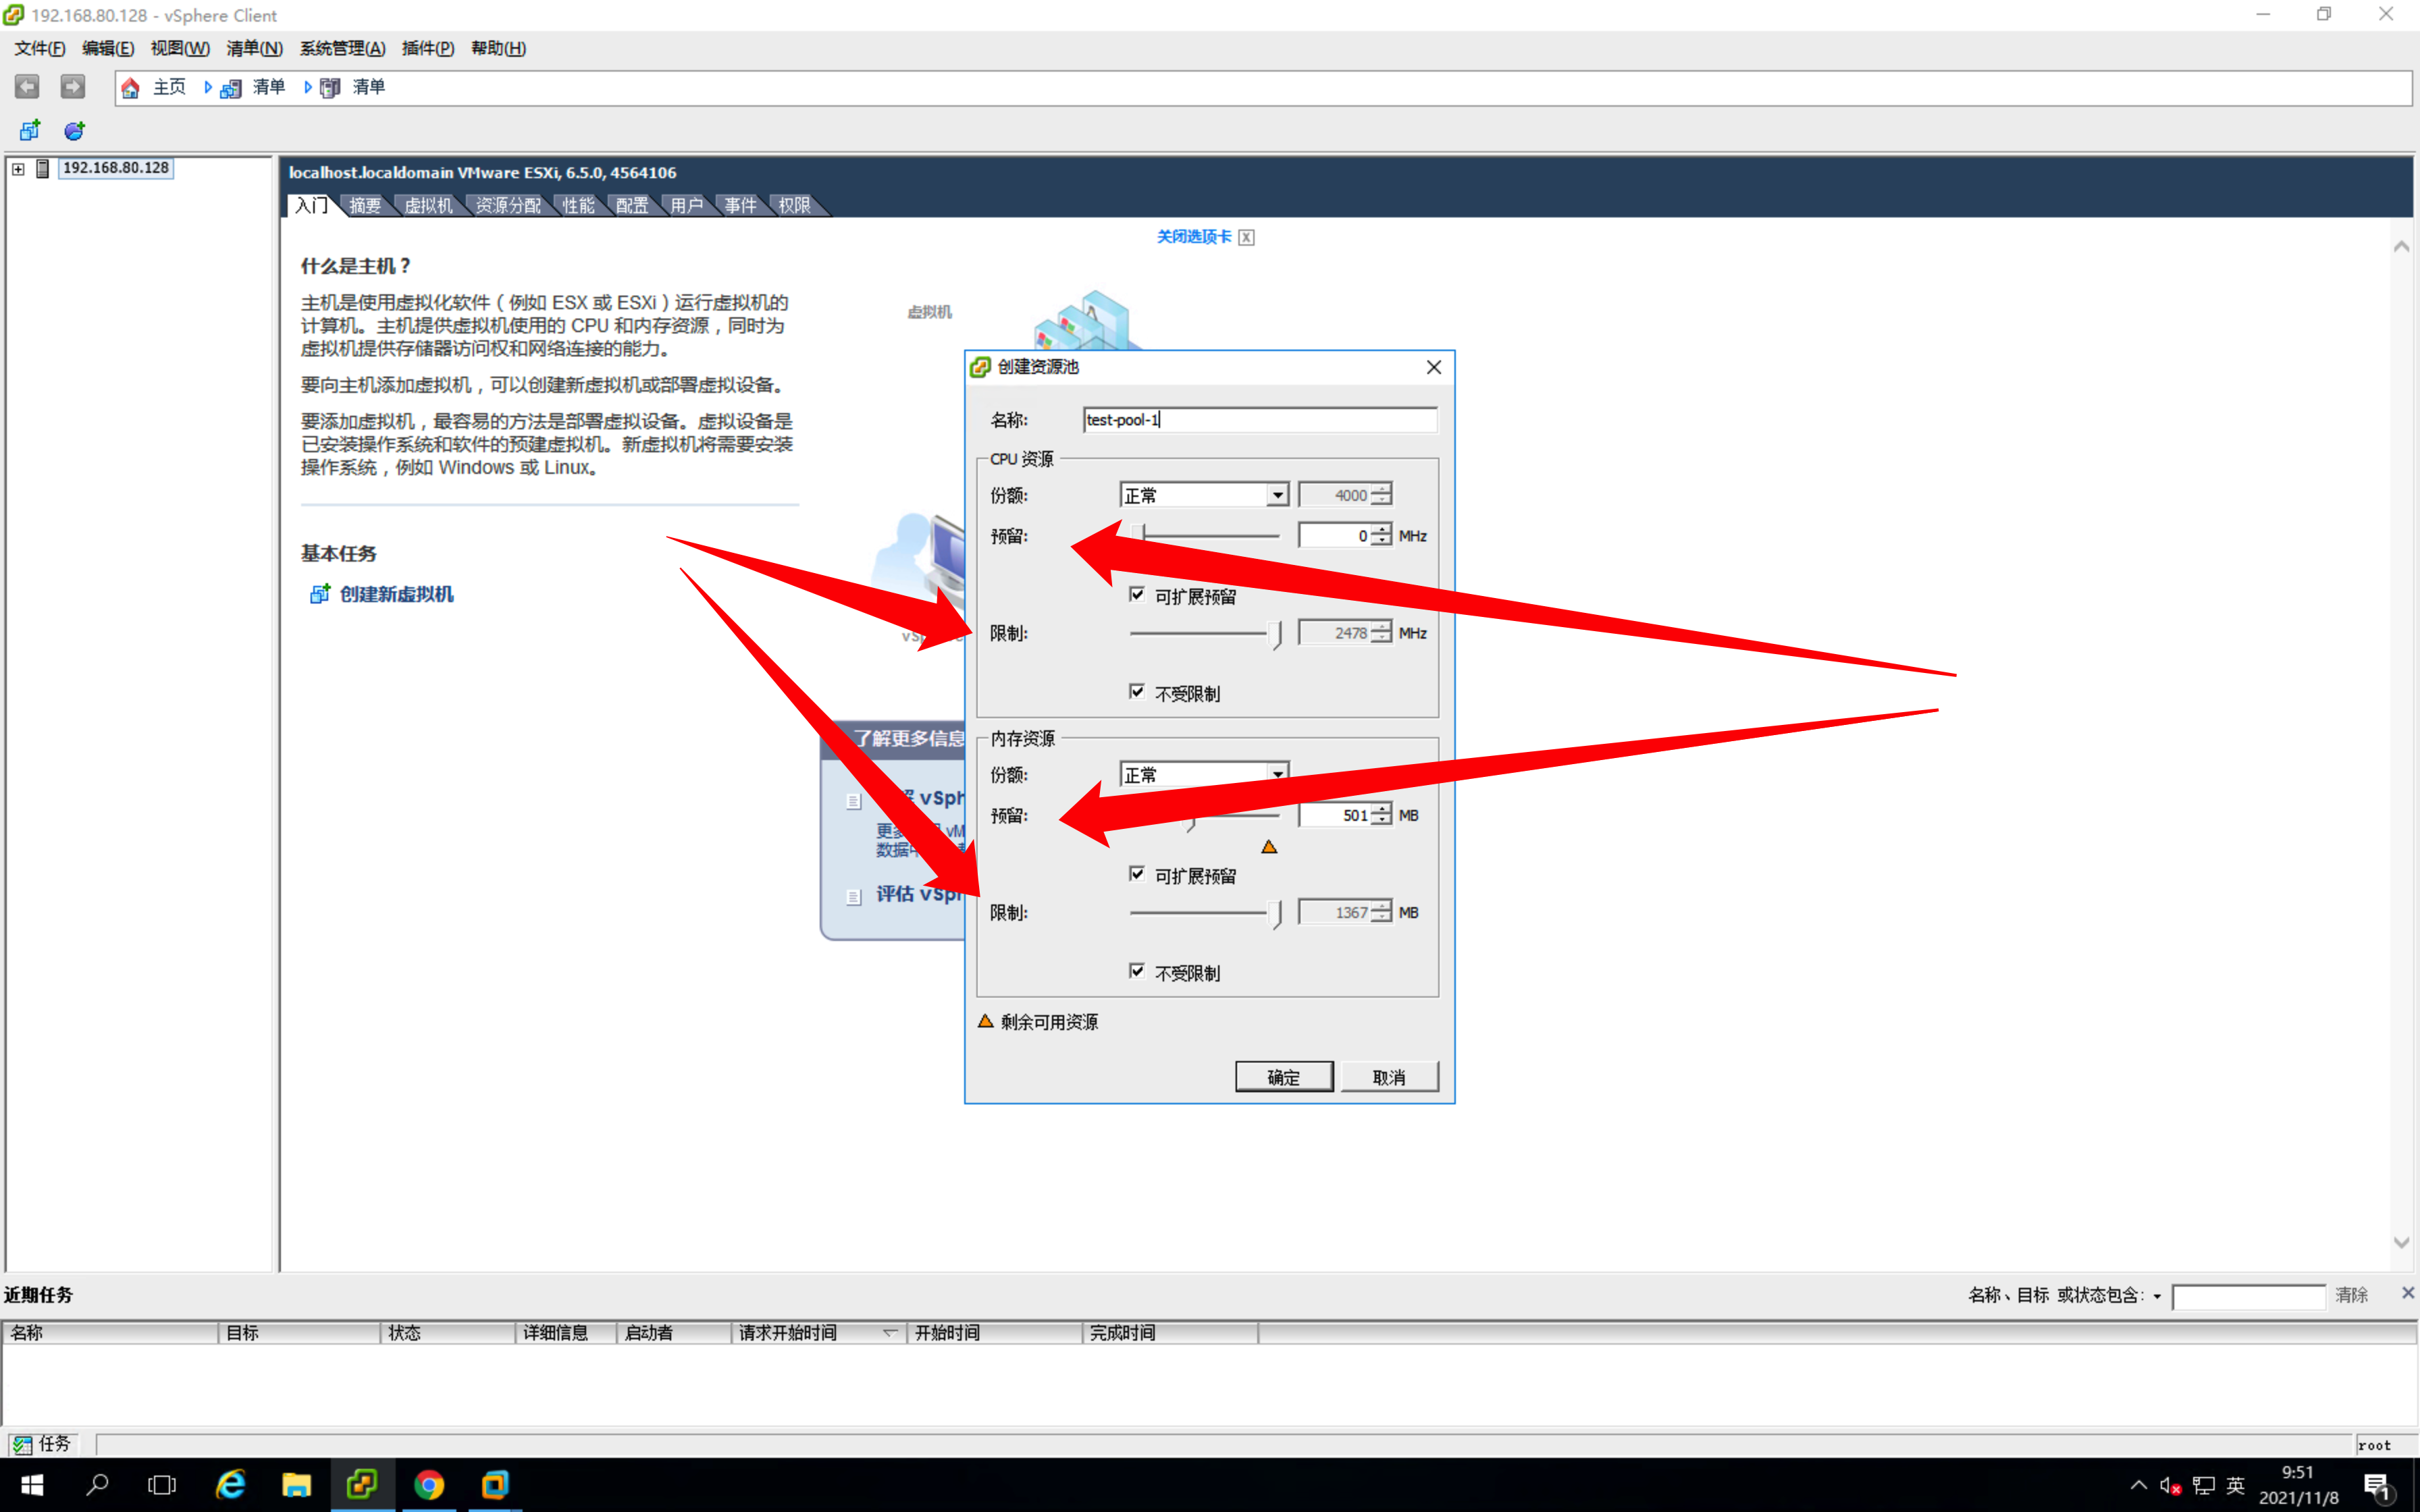 192.168.80.128 - vSphere Client
文件(F) 编辑(E) 视图(W) 清单(N) 系统管理(A) 插件(P) 帮助(H)
主页 清单 清单
192.168.80.128
localhost.localdomain VMware ESXi, 6.5.0, 4564106
入门 摘要 虚拟机 资源分配 性能 配置 用户 事件 权限
关闭选项卡 X
什么是主机？
主机是使用虚拟化软件（例如 ESX 或 ESXi）运行虚拟机的
计算机。主机提供虚拟机使用的 CPU 和内存资源，同时为
虚拟机提供存储器访问权和网络连接的能力。
要向主机添加虚拟机，可以创建新虚拟机或部署虚拟设备。
要添加虚拟机，最容易的方法是部署虚拟设备。虚拟设备是
已安装操作系统和软件的预建虚拟机。新虚拟机将需要安装
操作系统，例如 Windows 或 Linux。
基本任务
创建新虚拟机
虚拟机
了解更多信息
vSph
更多 vM
数据中
评估 vSph
创建资源池
名称: test-pool-1
CPU 资源
份额: 正常 4000
预留: 0 MHz
可扩展预留
限制: 2478 MHz
不受限制
内存资源
份额: 正常
预留: 501 MB
可扩展预留
限制: 1367 MB
不受限制
剩余可用资源
确定 取消
近期任务
名称、目标 或状态包含: 清除
名称 目标 状态 详细信息 启动者 请求开始时间 开始时间 完成时间
任务
root
英
9:51
2021/11/8
1